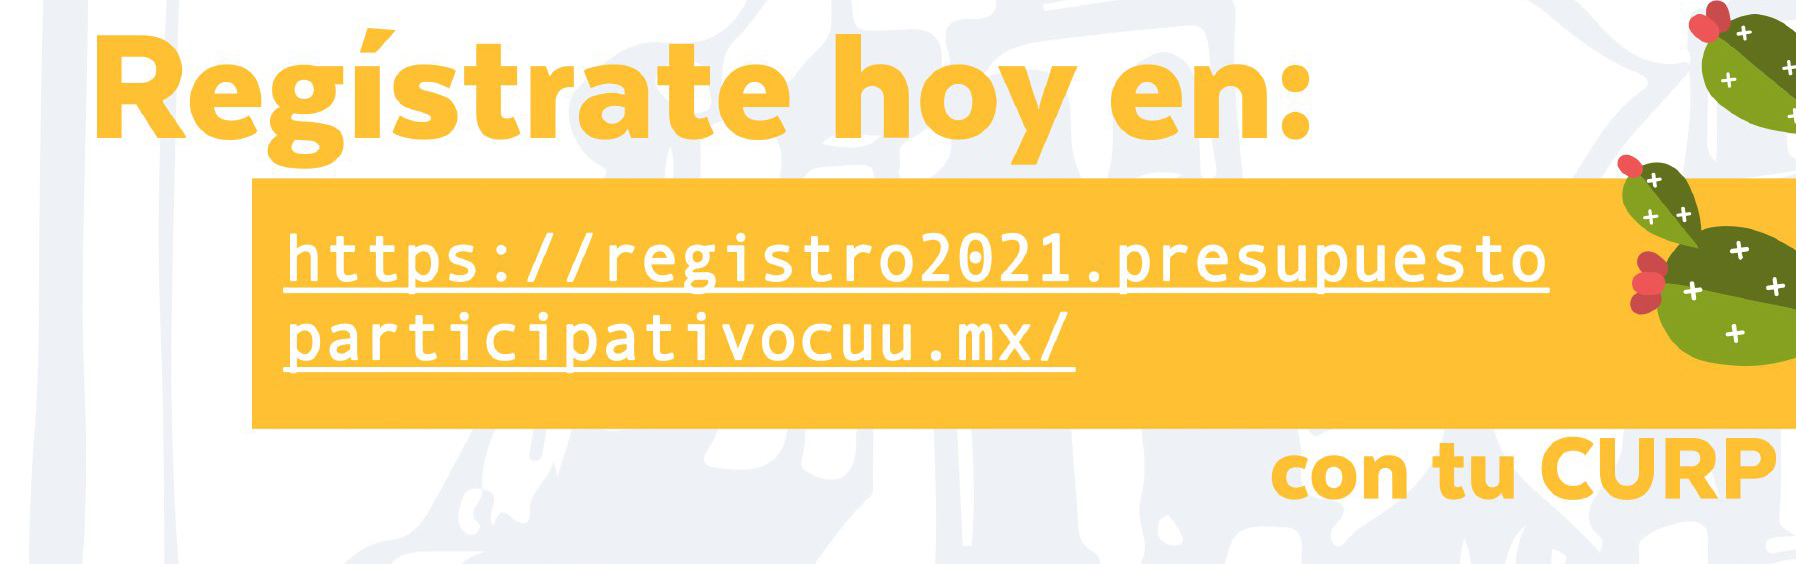 Regístrate hoy en:
https://registro2021.presupuesto
participativocuu.mx/
con tu CURP